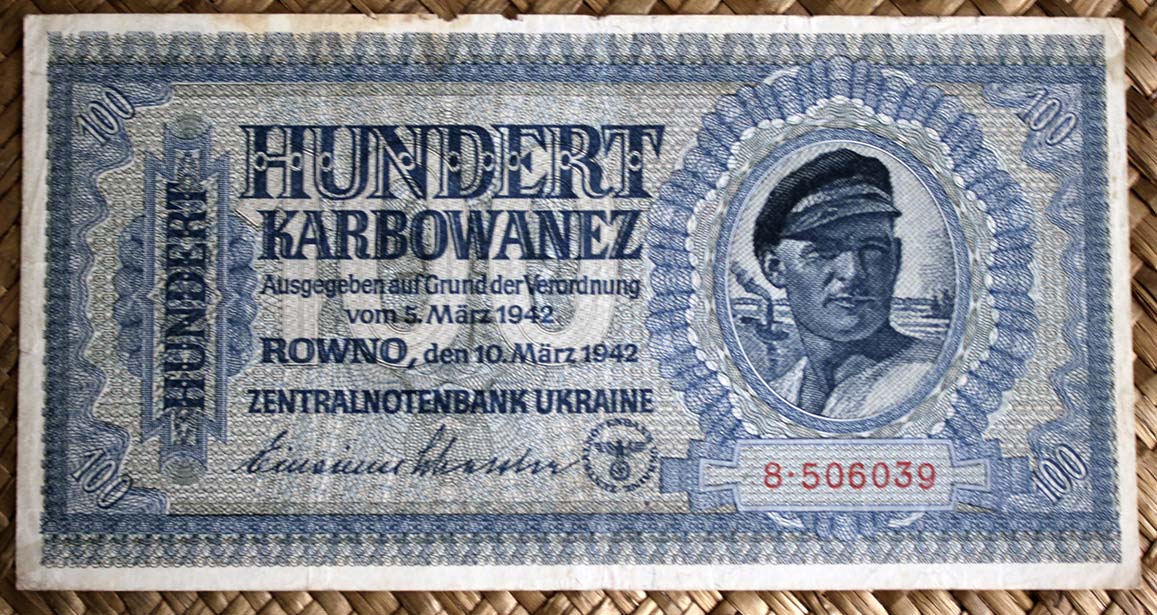 100
100
HUNDERT
HUNDERT
KARBOWANEZ
Ausgegeben auf Grund der Verordnung
vom 5. März 1942
ROWNO, den 10. März 1942
ZENTRALNOTENBANK UKRAINE
8·506039
100
100